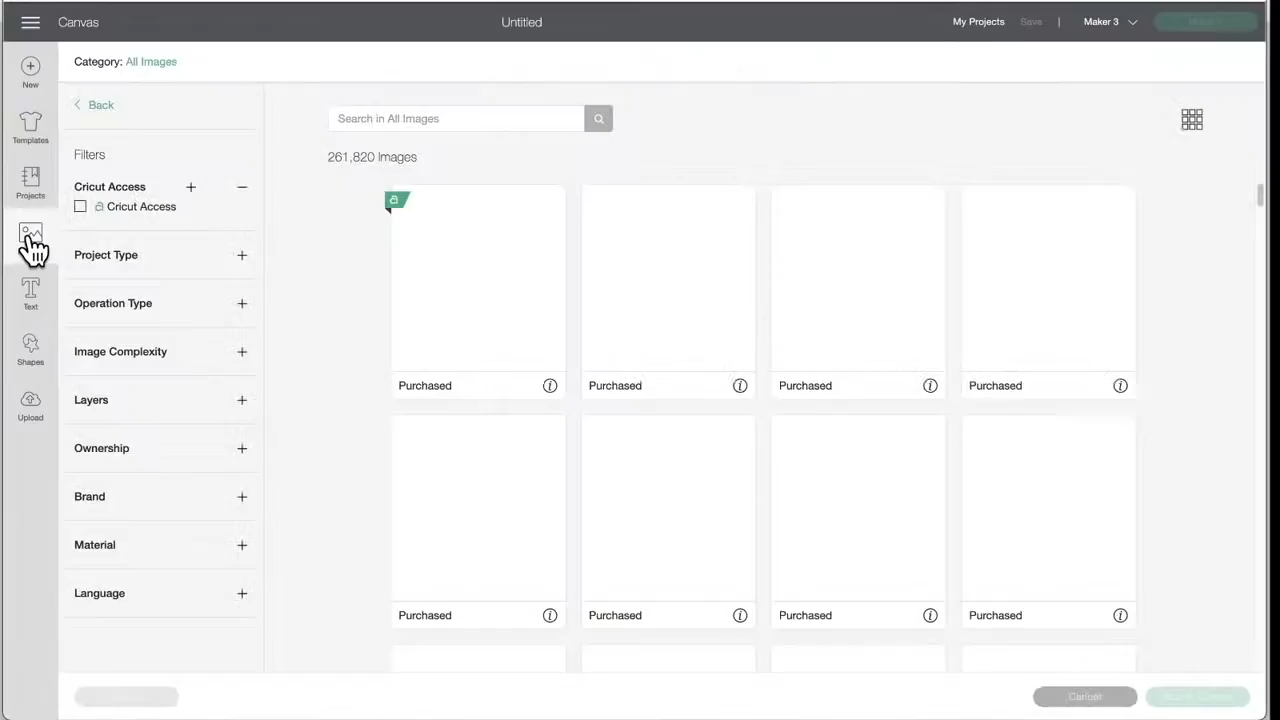 Canvas
Untitled
My Projects
Save
|
Maker 3
New
Templates
Projects
Text
Shapes
Upload
Category: All Images
Back
Filters
Cricut Access
Cricut Access
Project Type
Operation Type
Image Complexity
Layers
Ownership
Brand
Material
Language
Search in All Images
261,820 Images
Purchased
Purchased
Purchased
Purchased
Purchased
Purchased
Purchased
Purchased
Cancel